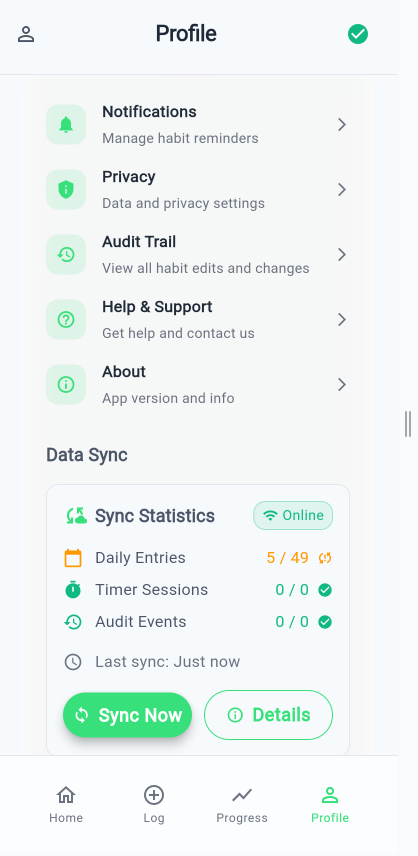 Profile
Notifications
Manage habit reminders
Privacy
Data and privacy settings
Audit Trail
View all habit edits and changes
Help & Support
Get help and contact us
About
App version and info
Data Sync
Sync Statistics Online
Daily Entries 5 / 49
Timer Sessions 0 / 0
Audit Events 0 / 0
Last sync: Just now
Sync Now Details
Home Log Progress Profile